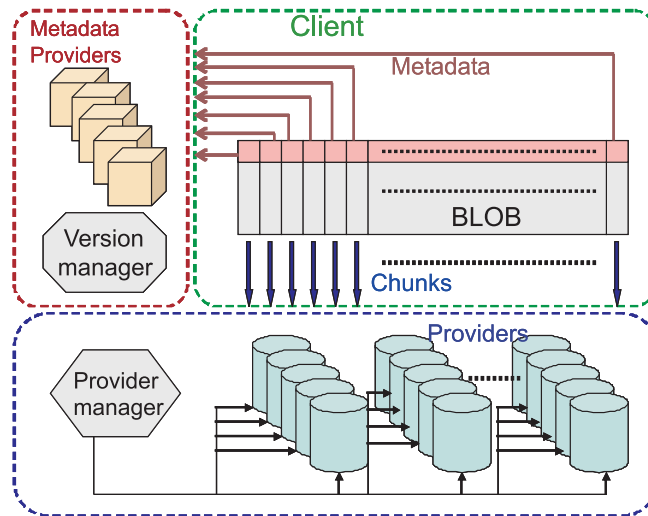 Metadata
Providers
Client
Metadata
BLOB
Version
manager
Chunks
Providers
Provider
manager